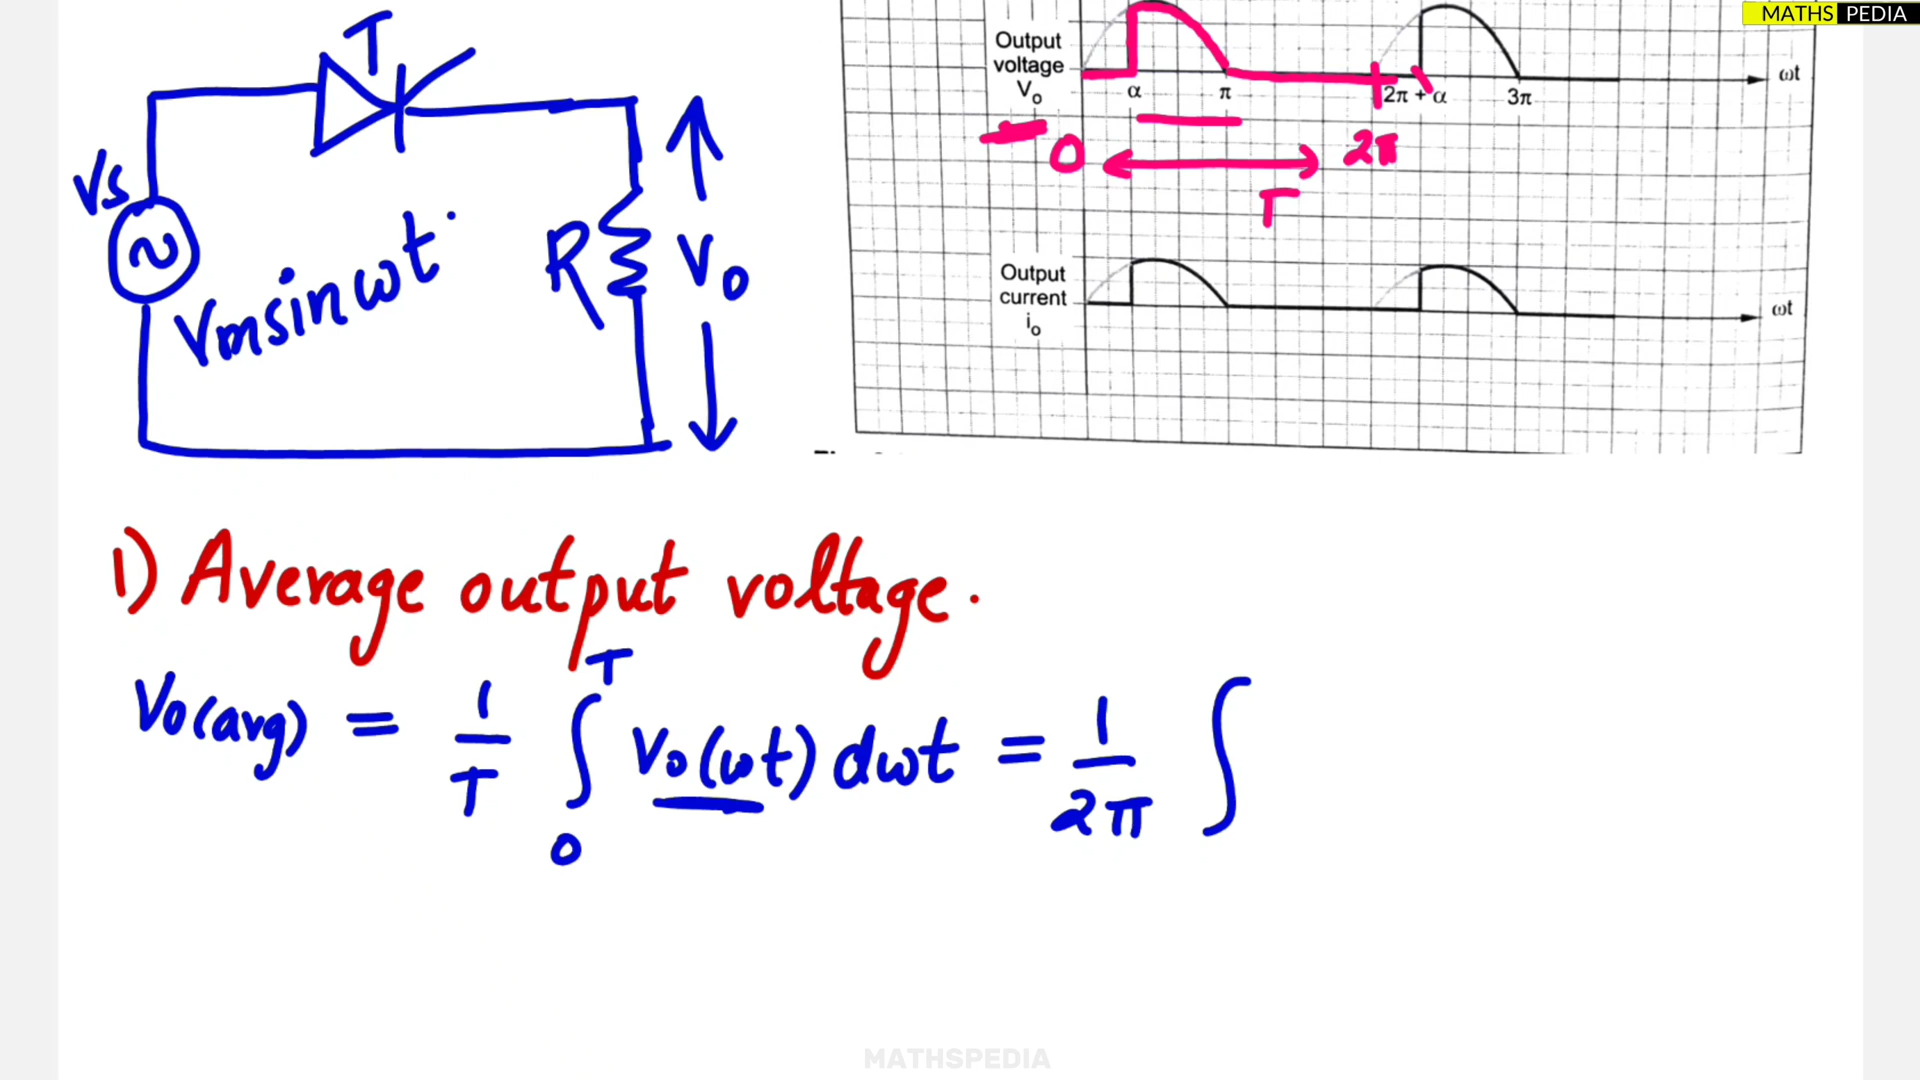 MATHS PEDIA
T
Vs
Vmsinωt
R
Vo
Output
voltage
Vo
α
π
2π + α
3π
ωt
0
2π
T
Output
current
io
ωt
1) Average output voltage.
Vo(avg) = 1/T ∫₀ᵀ Vo(ωt) dωt = 1/2π ∫
MATHSPEDIA